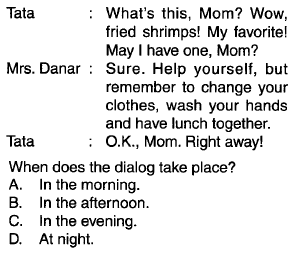 Tata : What's this, Mom? Wow,
fried shrimps! My favorite!
May I have one, Mom?
Mrs. Danar : Sure. Help yourself, but
remember to change your
clothes, wash your hands
and have lunch together.
Tata : O.K., Mom. Right away!
When does the dialog take place?
A. In the morning.
B. In the afternoon.
C. In the evening.
D. At night.